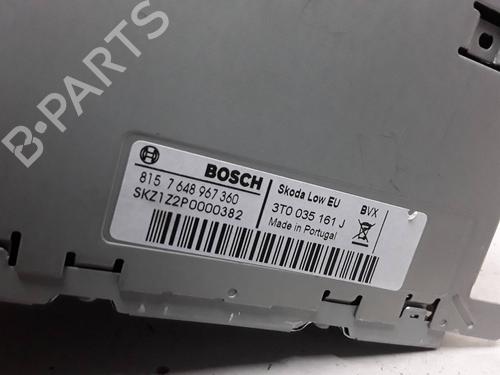 B-PARTS
BOSCH
815 7 648 967 360
SKZ1Z2P0000382
Skoda Low EU
BVX
3T0 035 161 J
Made in Portugal